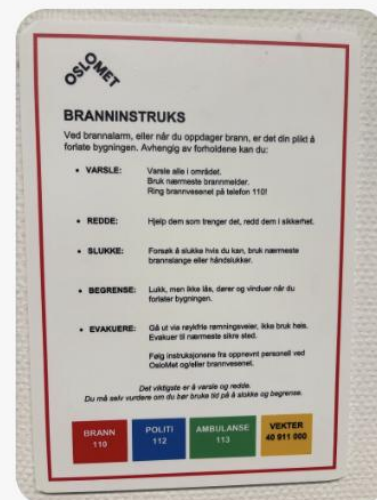 OSLOMET
BRANNINSTRUKS
Ved brannalarm, eller når du oppdager brann, er det din plikt å
forlate bygningen. Avhengig av forholdene kan du:
• VARSLE: Varsle alle i området.
Bruk nærmeste brannmelder.
Ring brannvesenet på telefon 110!
• REDDE: Hjelp dem som trenger det, redd dem i sikkerhet.
• SLUKKE: Forsøk å slukke hvis du kan, bruk nærmeste
brannslange eller håndslukker.
• BEGRENSE: Lukk, men ikke lås, dører og vinduer når du
forlater bygningen.
• EVAKUERE: Gå ut via røykfrie rømningsveier, ikke bruk heis.
Evakuer til nærmeste sikre sted.
Følg instruksjonene fra oppnevnt personell ved
OsloMet og/eller brannvesenet.
Det viktigste er å varsle og redde.
Du må selv vurdere om du bør bruke tid på å slokke og begrense.
BRANN
110
POLITI
112
AMBULANSE
113
VEKTER
40 911 000